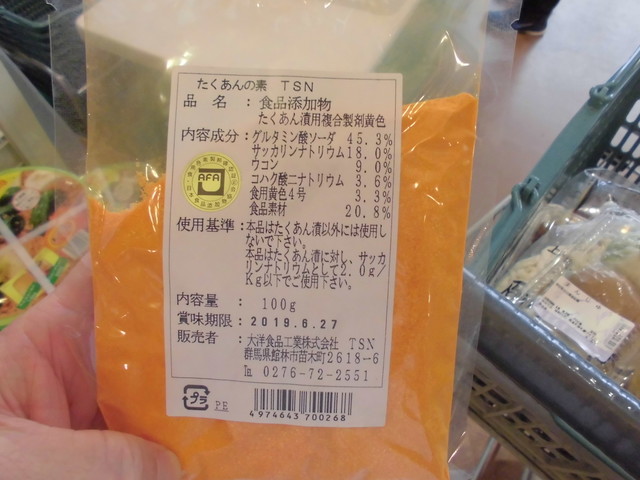 たくあんの素 TSN
品名:食品添加物
たくあん漬用複合製剤黄色
内容成分:グルタミン酸ソーダ 45.3%
サッカリンナトリウム18.0%
ウコン 9.0%
コハク酸二ナトリウム 3.6%
食用黄色4号 3.3%
食品素材 20.8%
AFA
使用基準:本品はたくあん漬以外には使用し
ないで下さい。
本品はたくあん漬に対し、サッカ
リンナトリウムとして2.0g/
Kg以下でご使用下さい。
内容量: 100g
賞味期限:2019.6.27
販売者:大洋食品工業株式会社 TSN
群馬県館林市苗木町2618-6
℡ 0276-72-2551
プラ PE
4974643700268